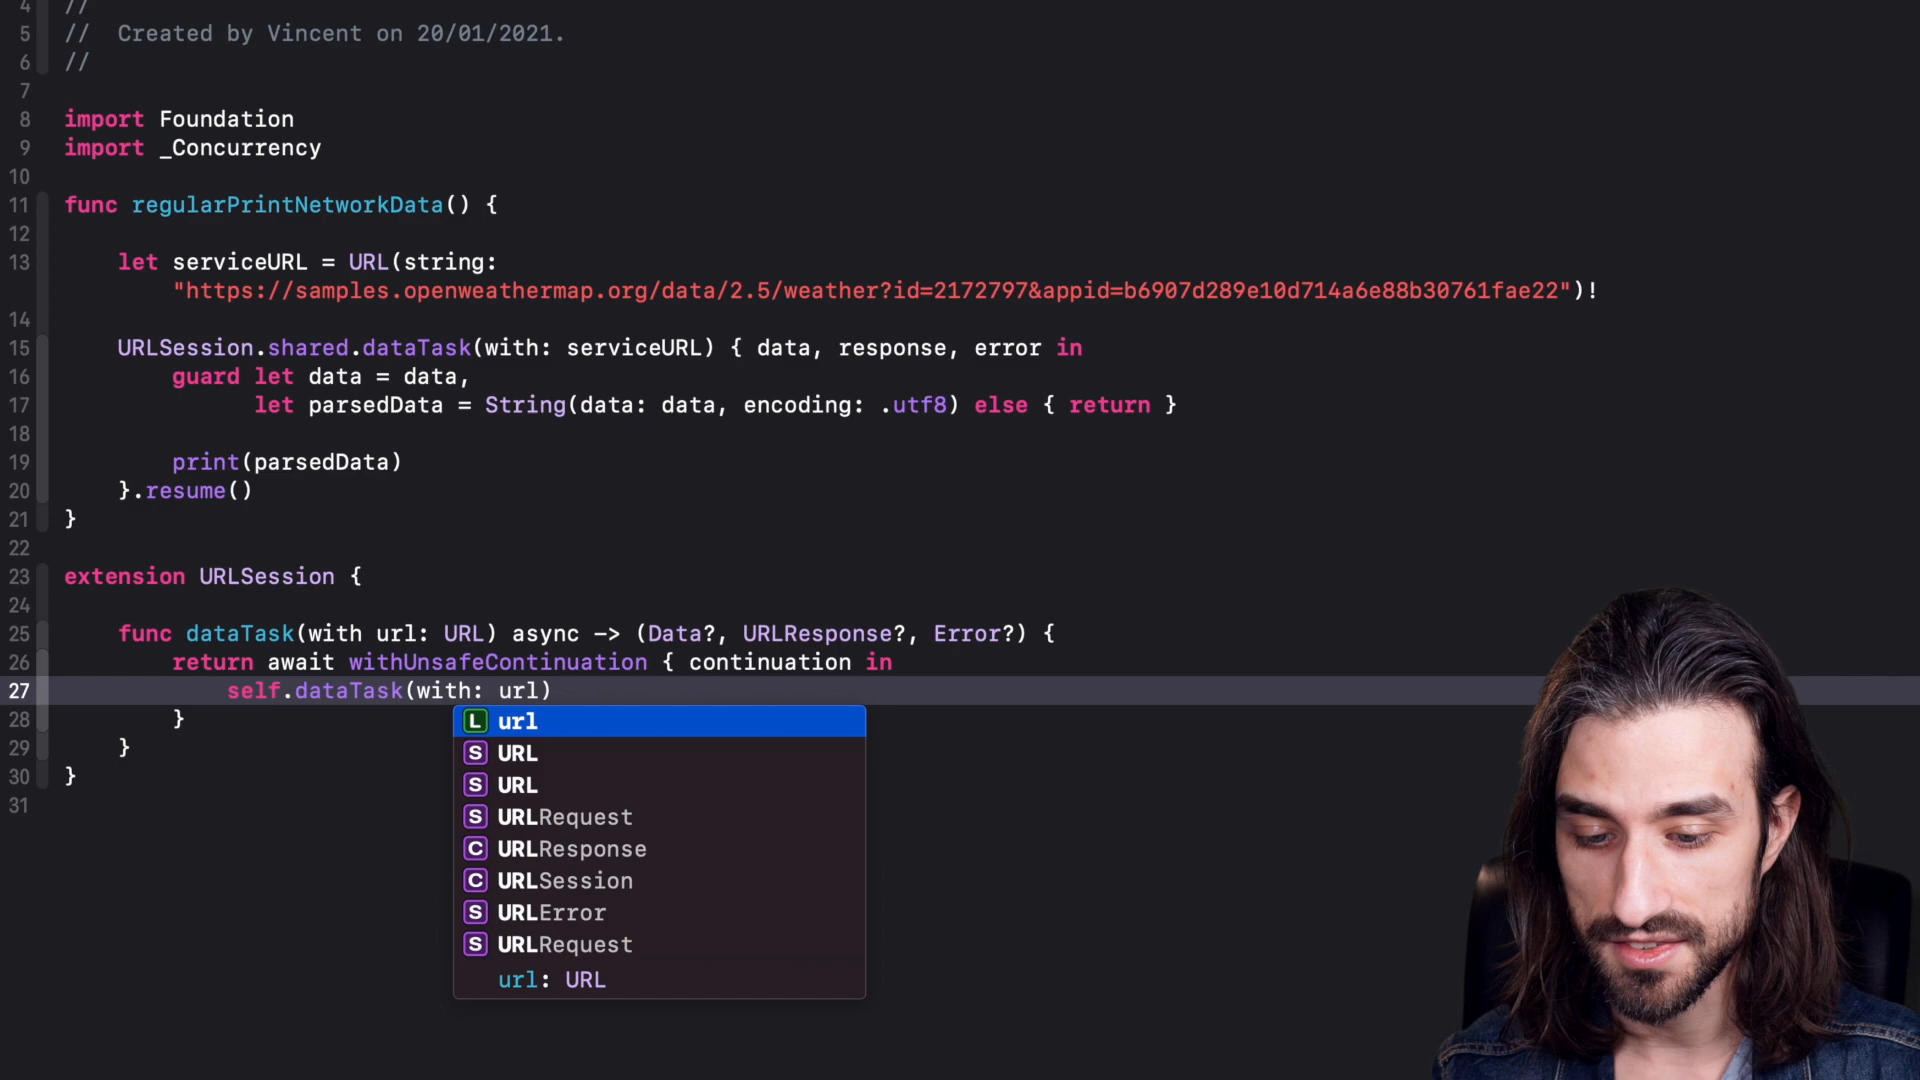 4 //
5 //  Created by Vincent on 20/01/2021.
6 //
7
8 import Foundation
9 import _Concurrency
10
11 func regularPrintNetworkData() {
12
13     let serviceURL = URL(string:
"https://samples.openweathermap.org/data/2.5/weather?id=2172797&appid=b6907d289e10d714a6e88b30761fae22")!
14
15     URLSession.shared.dataTask(with: serviceURL) { data, response, error in
16         guard let data = data,
17               let parsedData = String(data: data, encoding: .utf8) else { return }
18
19         print(parsedData)
20     }.resume()
21 }
22
23 extension URLSession {
24
25     func dataTask(with url: URL) async -> (Data?, URLResponse?, Error?) {
26         return await withUnsafeContinuation { continuation in
27             self.dataTask(with: url)
28         }
29     }
30 }
31
L url
S URL
S URL
S URLRequest
C URLResponse
C URLSession
S URLError
S URLRequest
url: URL